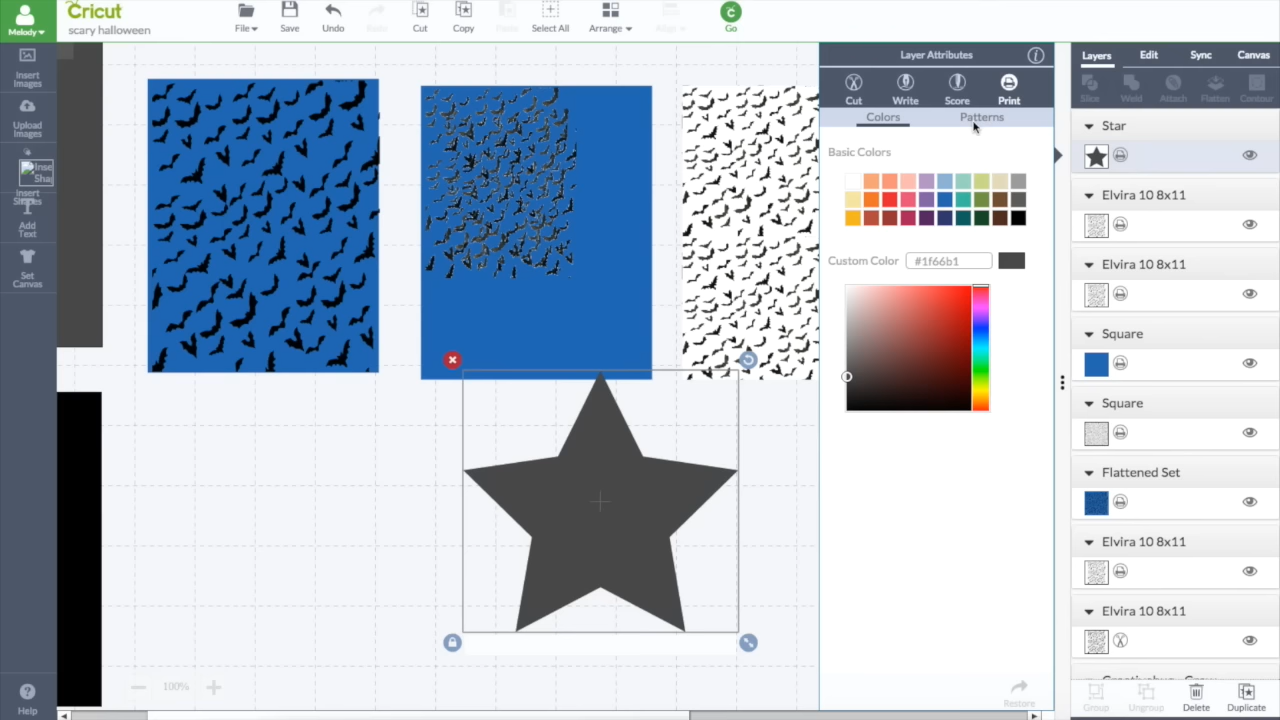 Cricut
scary halloween
Melody
File
Save
Undo
Redo
Cut
Copy
Paste
Select All
Arrange
Align
Go
Insert
Images
Upload
Images
Inse
Sha
Insert
Shapes
Add
Text
Set
Canvas
Help
100%
Layer Attributes
Cut
Write
Score
Print
Colors
Patterns
Basic Colors
Custom Color
#1f66b1
Restore
Layers
Edit
Sync
Canvas
Slice
Weld
Attach
Flatten
Contour
Star
Elvira 10 8x11
Elvira 10 8x11
Square
Square
Flattened Set
Elvira 10 8x11
Elvira 10 8x11
Group
Ungroup
Delete
Duplicate